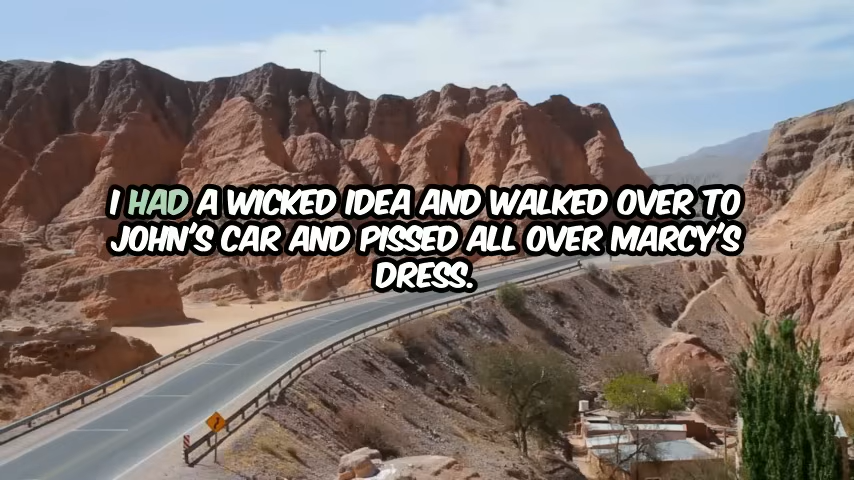 I HAD A WICKED IDEA AND WALKED OVER TO
JOHN'S CAR AND PISSED ALL OVER MARCY'S
DRESS.